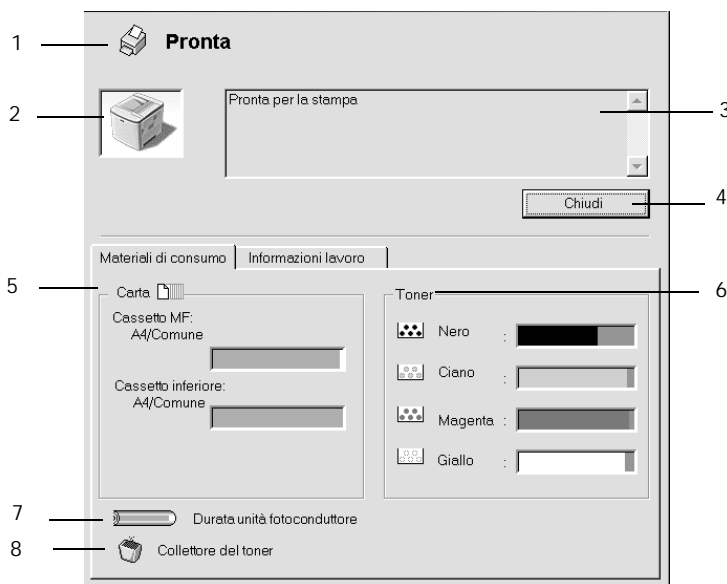 1 Pronta
2 Pronta per la stampa 3
Chiudi 4
Materiali di consumo Informazioni lavoro
5 Carta Toner 6
Cassetto MF:
A4/Comune
Cassetto inferiore:
A4/Comune
Nero :
Ciano :
Magenta :
Giallo :
7 Durata unità fotoconduttore
8 Collettore del toner